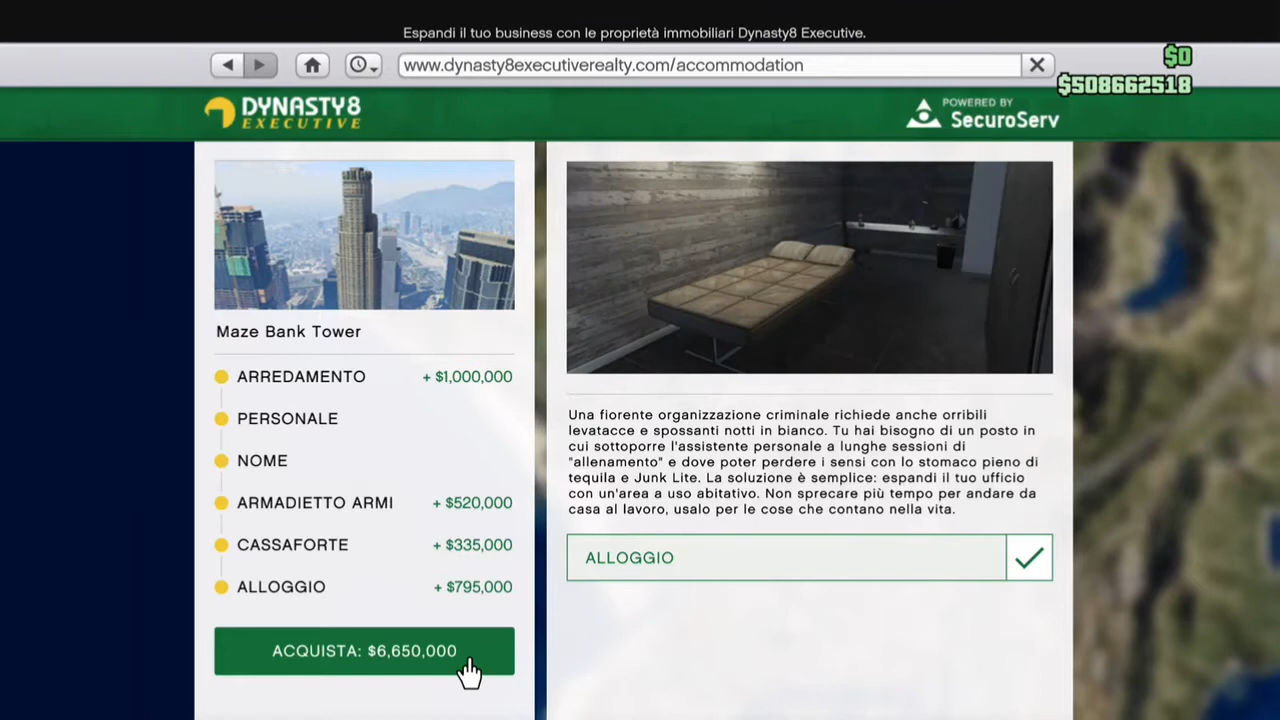 Espandi il tuo business con le proprietà immobiliari Dynasty8 Executive.
www.dynasty8executiverealty.com/accommodation
$0
$508662518
DYNASTY 8
EXECUTIVE
POWERED BY
SecuroServ
Maze Bank Tower
ARREDAMENTO + $1,000,000
PERSONALE
NOME
ARMADIETTO ARMI + $520,000
CASSAFORTE + $335,000
ALLOGGIO + $795,000
ACQUISTA: $6,650,000
Una fiorente organizzazione criminale richiede anche orribili
levatacce e spossanti notti in bianco. Tu hai bisogno di un posto in
cui sottoporre l'assistente personale a lunghe sessioni di
"allenamento" e dove poter perdere i sensi con lo stomaco pieno di
tequila e Junk Lite. La soluzione è semplice: espandi il tuo ufficio
con un'area a uso abitativo. Non sprecare più tempo per andare da
casa al lavoro, usalo per le cose che contano nella vita.
ALLOGGIO